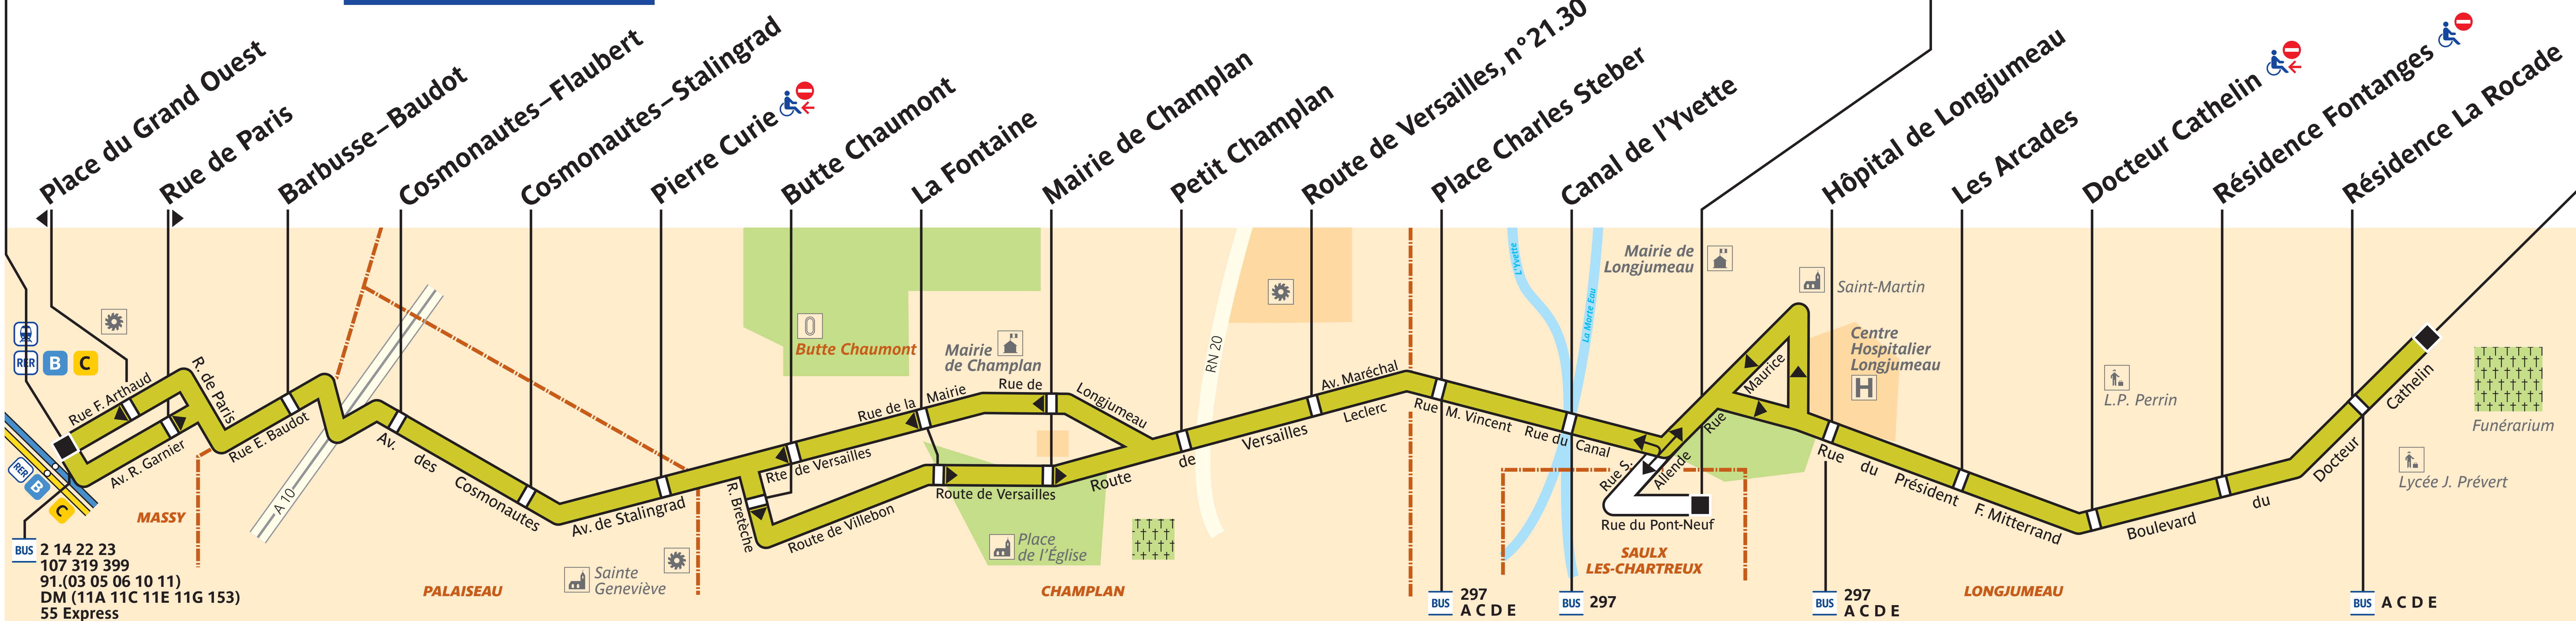 Place du Grand Ouest
Rue de Paris
Barbusse–Baudot
Cosmonautes–Flaubert
Cosmonautes–Stalingrad
Pierre Curie
Butte Chaumont
La Fontaine
Mairie de Champlan
Petit Champlan
Route de Versailles, n°21.30
Place Charles Steber
Canal de l'Yvette
Hôpital de Longjumeau
Les Arcades
Docteur Cathelin
Résidence Fontanges
Résidence La Rocade
RER B C
Rue F. Arthaud
R. de Paris
Av. R. Garnier
Rue E. Baudot
RER
B
C
MASSY
BUS
2 14 22 23
107 319 399
91.(03 05 06 10 11)
DM (11A 11C 11E 11G 153)
55 Express
A 10
Av. des Cosmonautes
PALAISEAU
Av. de Stalingrad
Sainte
Geneviève
Butte Chaumont
Mairie
de Champlan
R. Bretèche
Rte de Versailles
Rue de la Mairie
Rue de Longjumeau
Route de Villebon
Route de Versailles
Place
de l'Église
CHAMPLAN
RN 20
Route de Versailles
Av. Maréchal Leclerc
L'Yvette
La Morte Eau
Rue M. Vincent
Rue du Canal
Mairie de
Longjumeau
Rue S. Allende
Rue Maurice
Rue du Pont-Neuf
SAULX
LES-CHARTREUX
Saint-Martin
Centre
Hospitalier
Longjumeau
H
Rue du Président F. Mitterrand
LONGJUMEAU
L.P. Perrin
Boulevard du Docteur Cathelin
Funérarium
Lycée J. Prévert
BUS
297
A C D E
BUS 297
BUS
297
A C D E
BUS A C D E